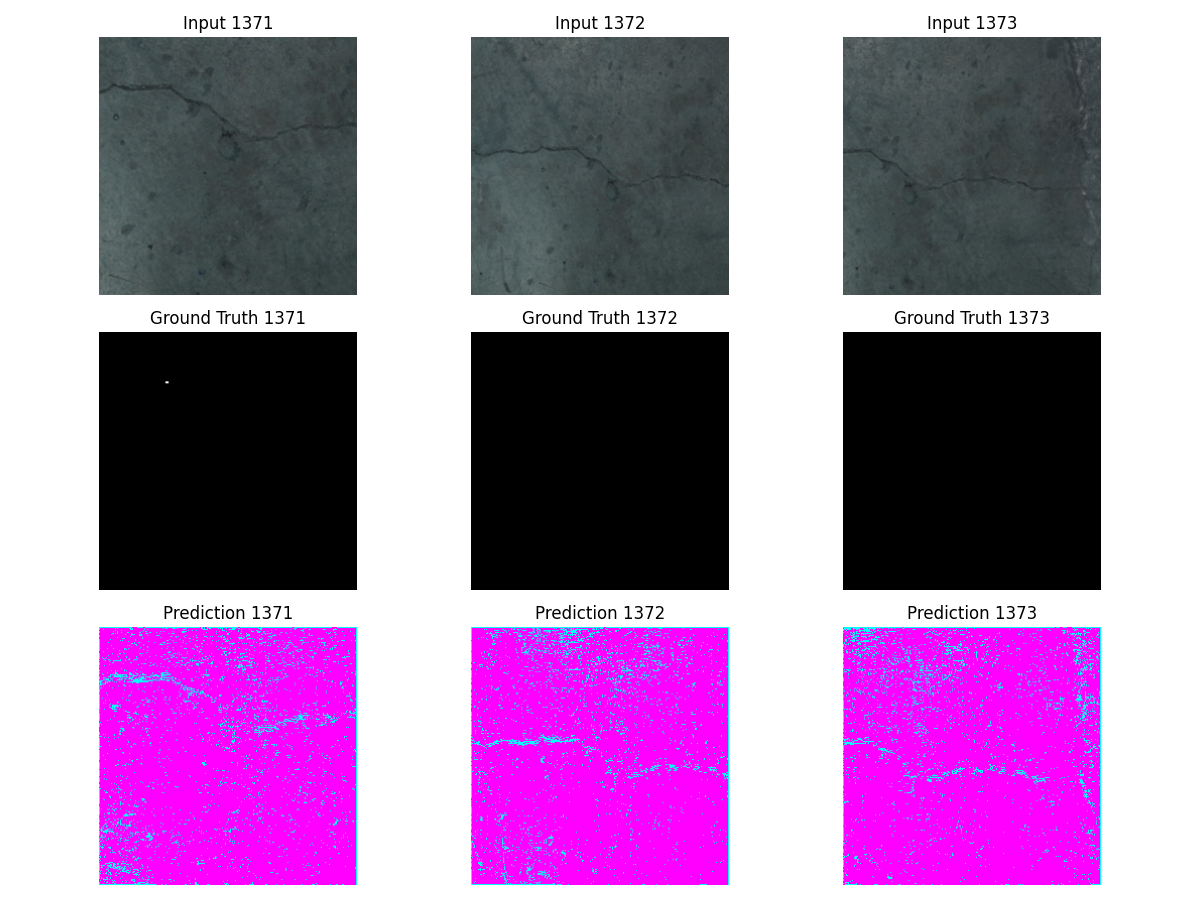 Input 1371
Input 1372
Input 1373
Ground Truth 1371
Ground Truth 1372
Ground Truth 1373
Prediction 1371
Prediction 1372
Prediction 1373